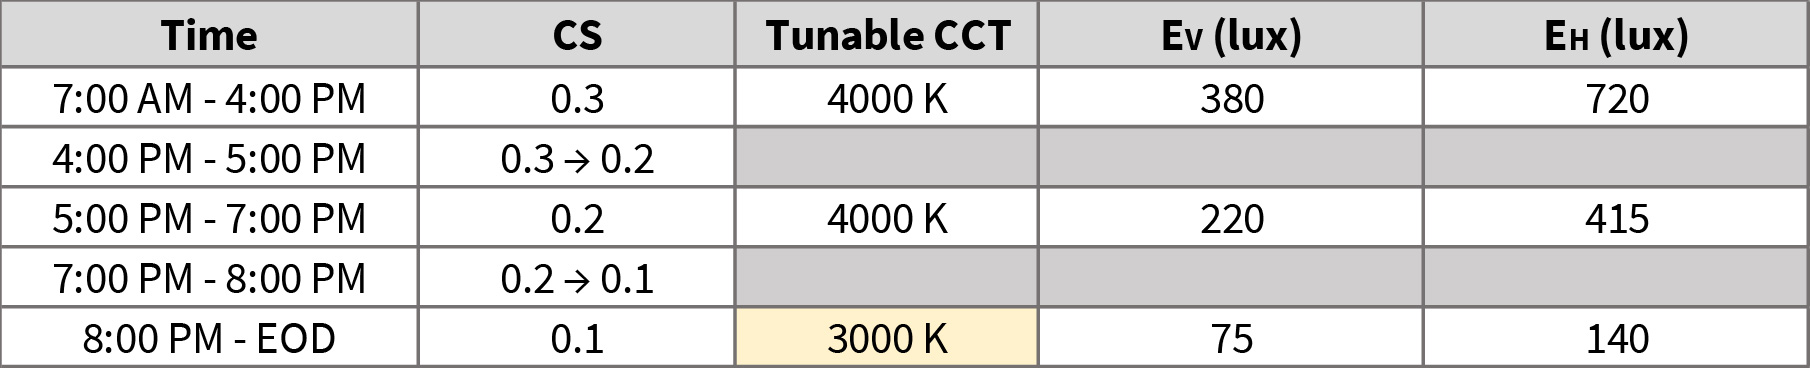 Time CS Tunable CCT EV (lux) EH (lux)
7:00 AM - 4:00 PM 0.3 4000 K 380 720
4:00 PM - 5:00 PM 0.3 → 0.2
5:00 PM - 7:00 PM 0.2 4000 K 220 415
7:00 PM - 8:00 PM 0.2 → 0.1
8:00 PM - EOD 0.1 3000 K 75 140